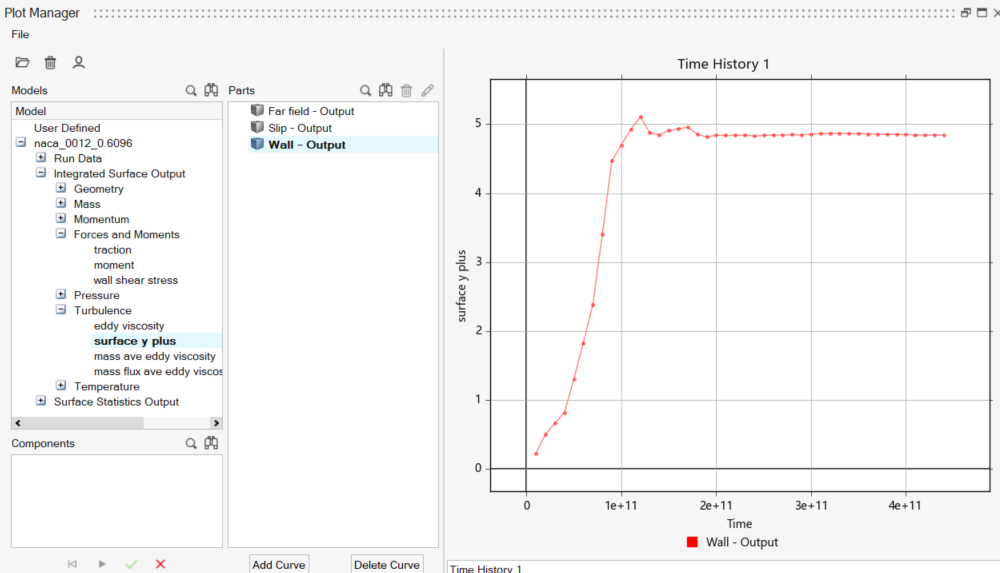 Plot Manager
File
Models
Parts
Model
User Defined
naca_0012_0.6096
Run Data
Integrated Surface Output
Geometry
Mass
Momentum
Forces and Moments
traction
moment
wall shear stress
Pressure
Turbulence
eddy viscosity
surface y plus
mass ave eddy viscosity
mass flux ave eddy viscos
Temperature
Surface Statistics Output
Components
Far field - Output
Slip - Output
Wall - Output
Add Curve
Delete Curve
Time History 1
surface y plus
5
4
3
2
1
0
0
1e+11
2e+11
3e+11
4e+11
Time
Wall - Output
Time History 1